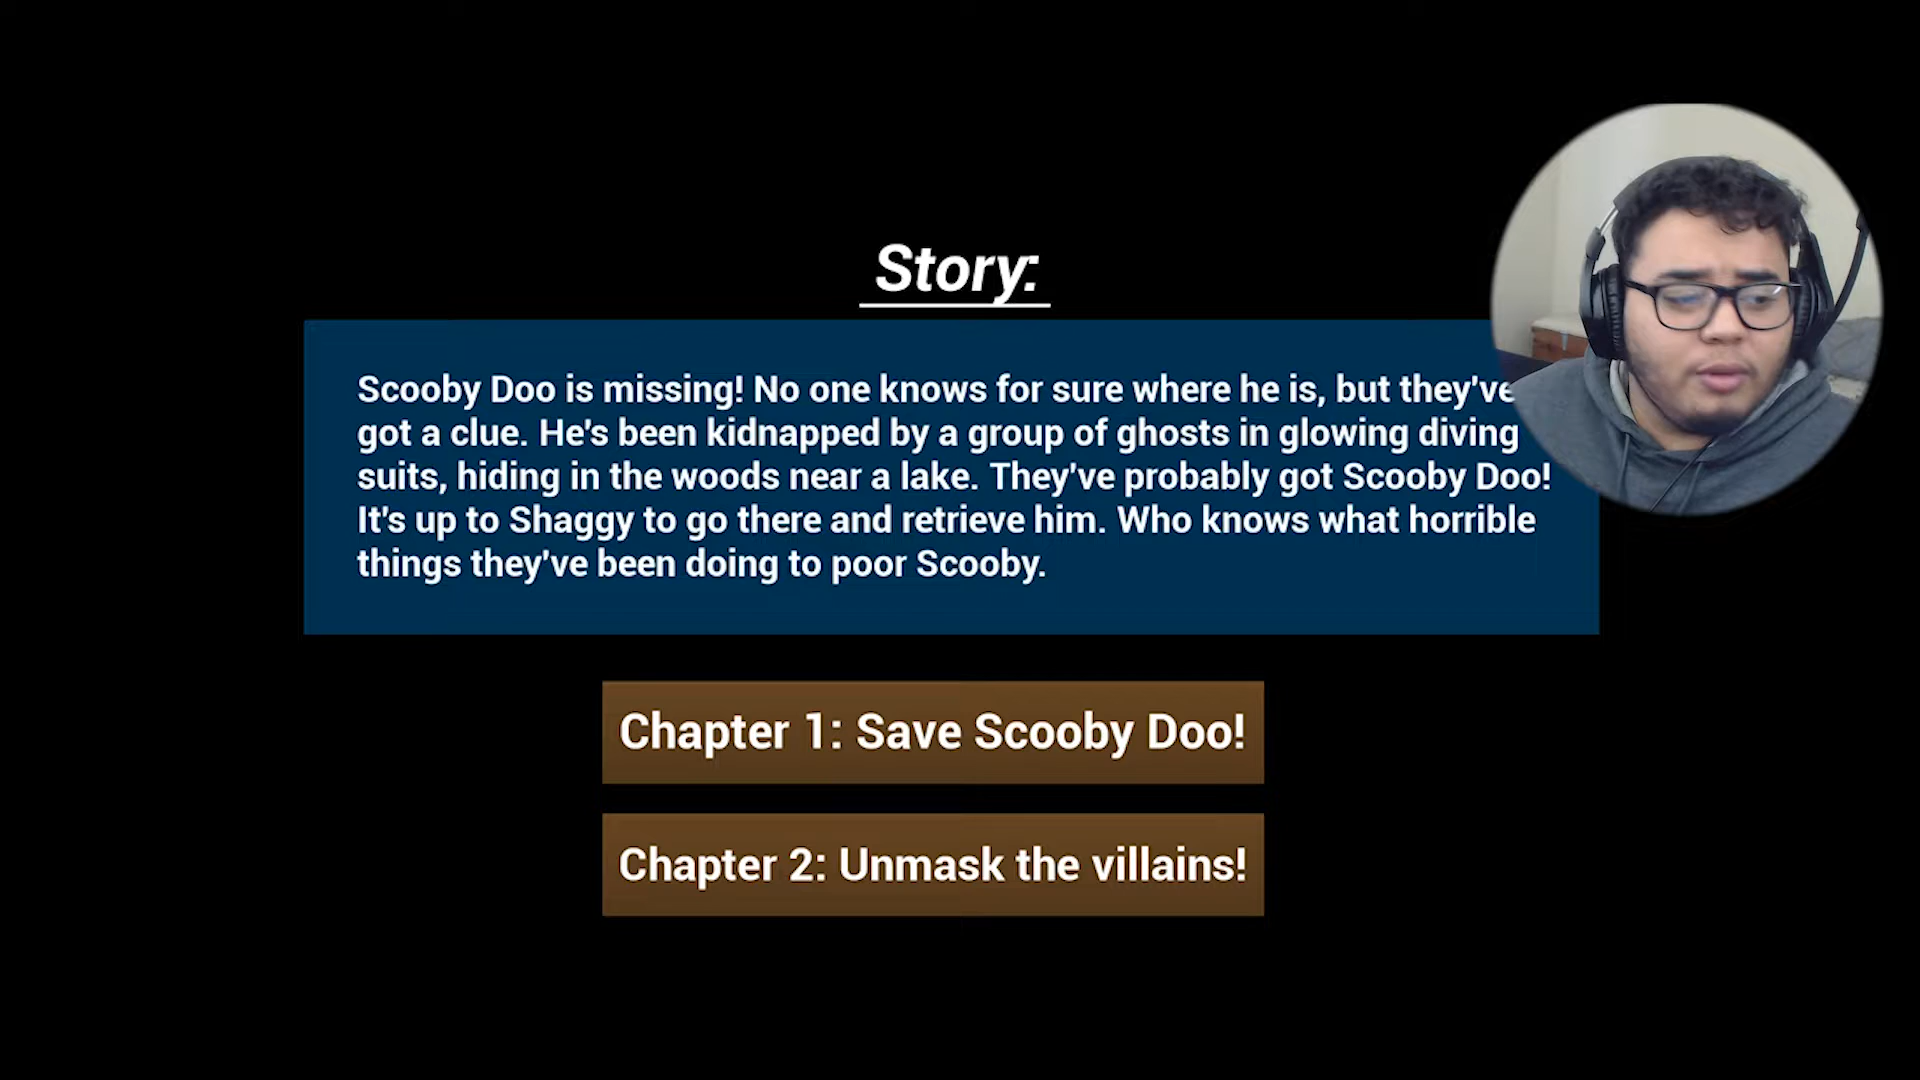 Story:
Scooby Doo is missing! No one knows for sure where he is, but they've
got a clue. He's been kidnapped by a group of ghosts in glowing diving
suits, hiding in the woods near a lake. They've probably got Scooby Doo!
It's up to Shaggy to go there and retrieve him. Who knows what horrible
things they've been doing to poor Scooby.
Chapter 1: Save Scooby Doo!
Chapter 2: Unmask the villains!